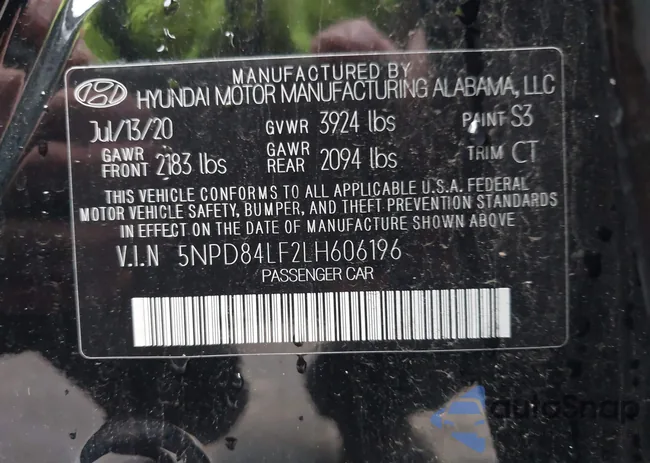 MANUFACTURED BY
HYUNDAI MOTOR MANUFACTURING ALABAMA, LLC
Jul/13/20 GVWR 3924 lbs PAINT S3
GAWR FRONT 2183 lbs GAWR REAR 2094 lbs TRIM CT
THIS VEHICLE CONFORMS TO ALL APPLICABLE U.S.A. FEDERAL
MOTOR VEHICLE SAFETY, BUMPER, AND THEFT PREVENTION STANDARDS
IN EFFECT ON THE DATE OF MANUFACTURE SHOWN ABOVE
V.I.N 5NPD84LF2LH606196
PASSENGER CAR
autoSnap